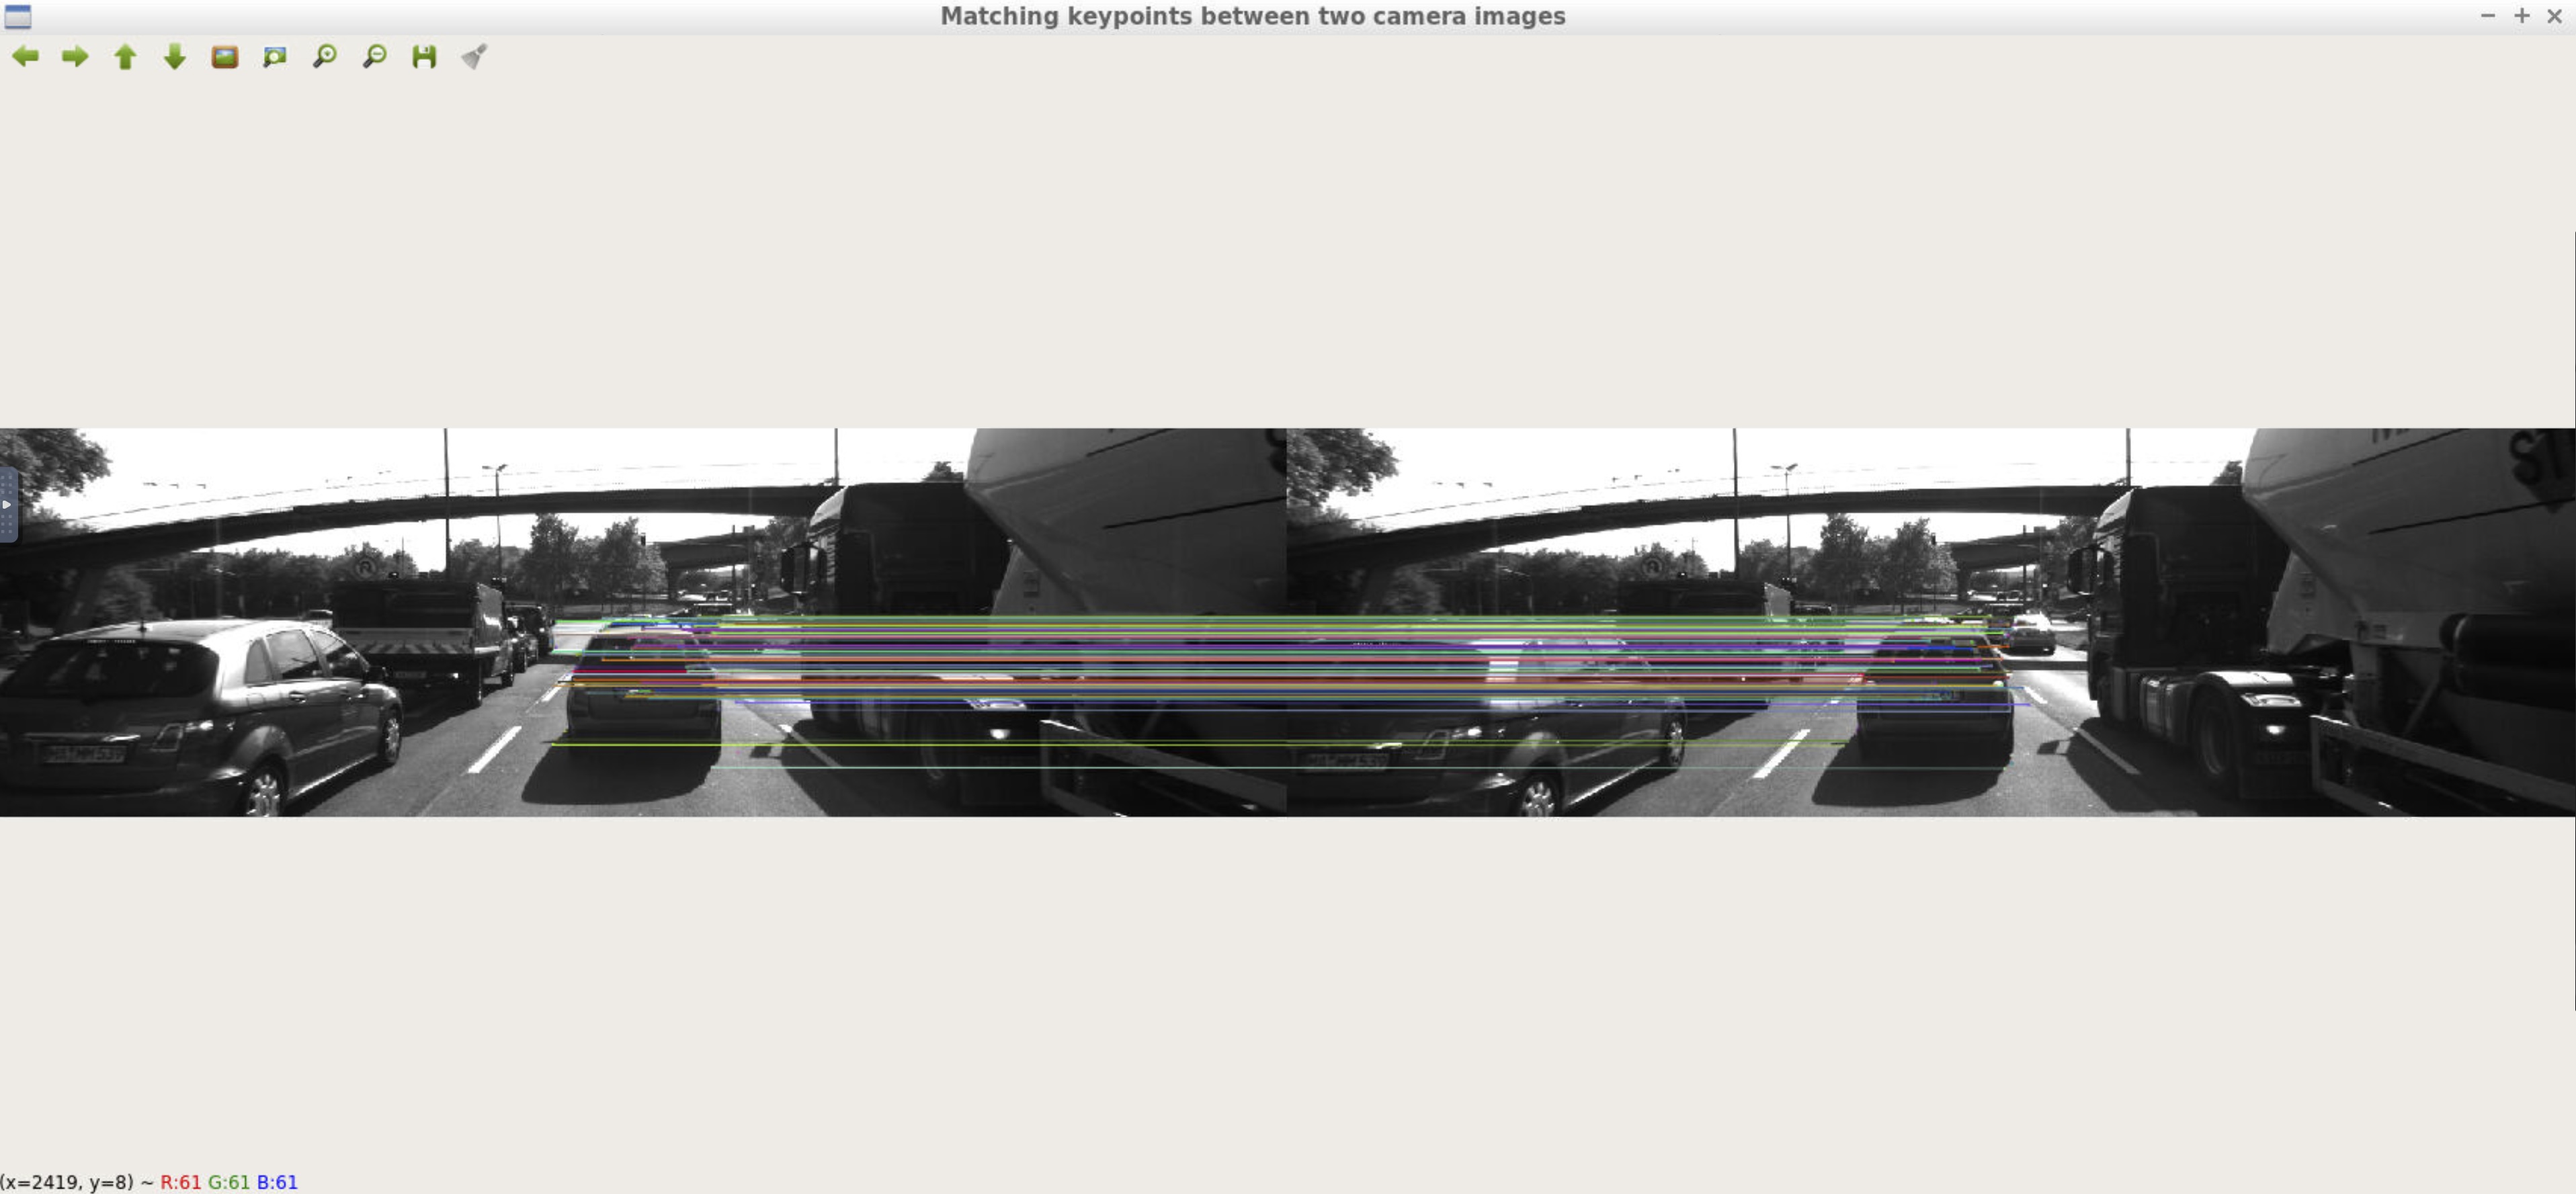 Matching keypoints between two camera images
(x=2419, y=8) ~ R:61 G:61 B:61